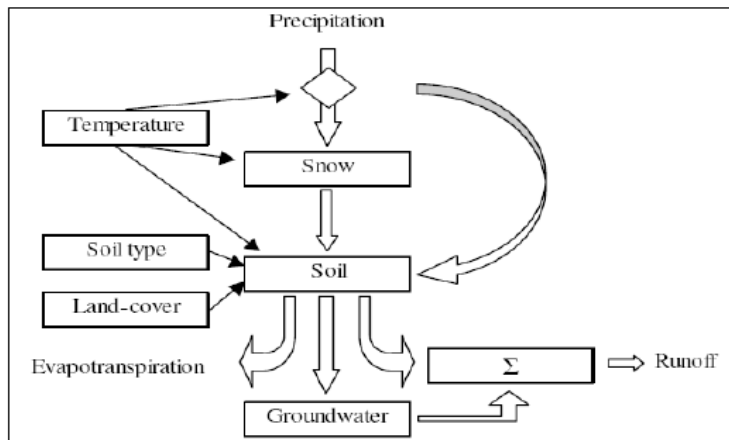 Precipitation
Temperature
Snow
Soil type
Soil
Land-cover
Evapotranspiration
Σ
Runoff
Groundwater